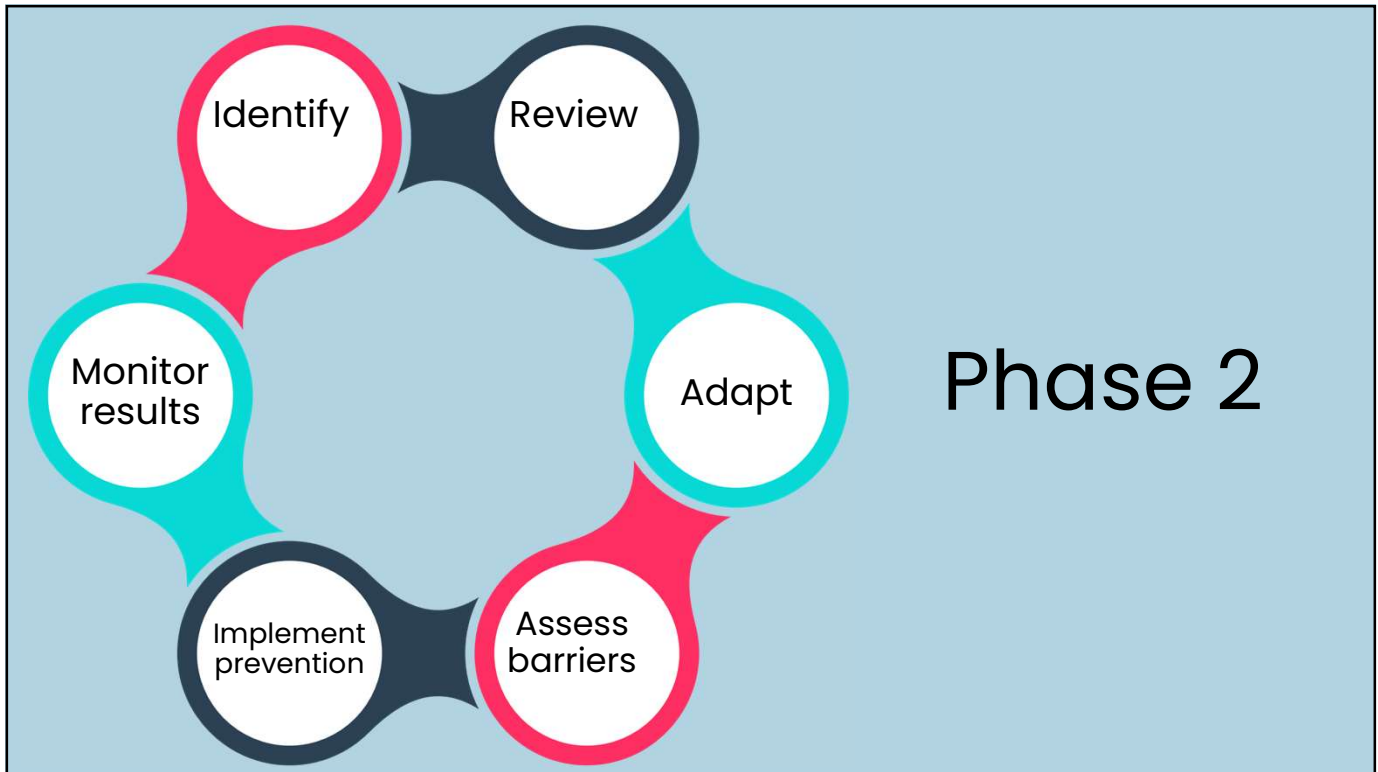 Identify
Review
Monitor
results
Adapt
Phase 2
Implement
prevention
Assess
barriers